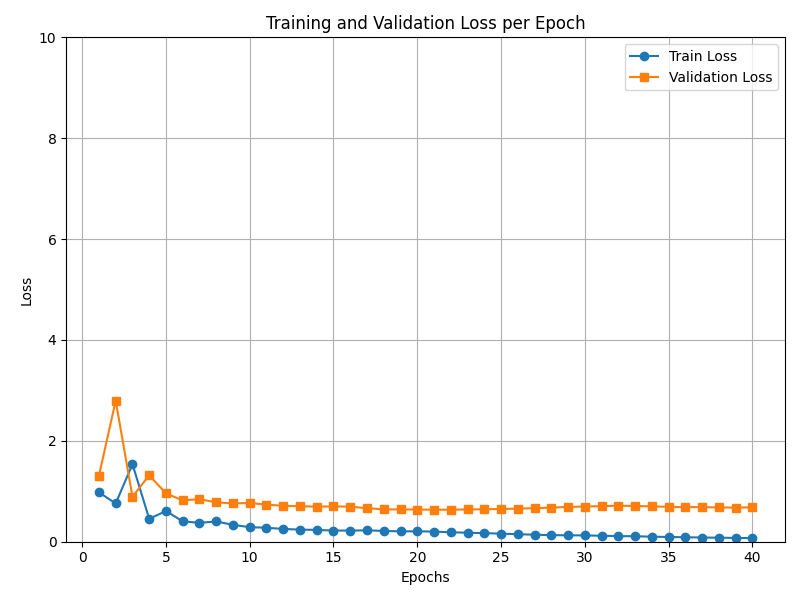 Training and Validation Loss per Epoch
Train Loss
Validation Loss
Loss
10
8
6
4
2
0
0 5 10 15 20 25 30 35 40
Epochs